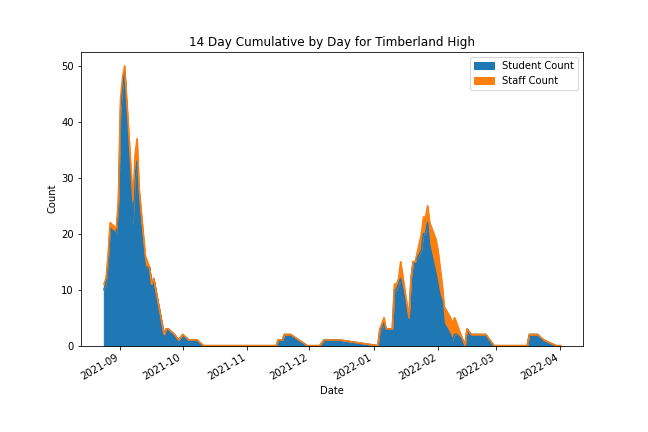 14 Day Cumulative by Day for Timberland High
Student Count
Staff Count
Count
50
40
30
20
10
0
2021-09
2021-10
2021-11
2021-12
2022-01
2022-02
2022-03
2022-04
Date